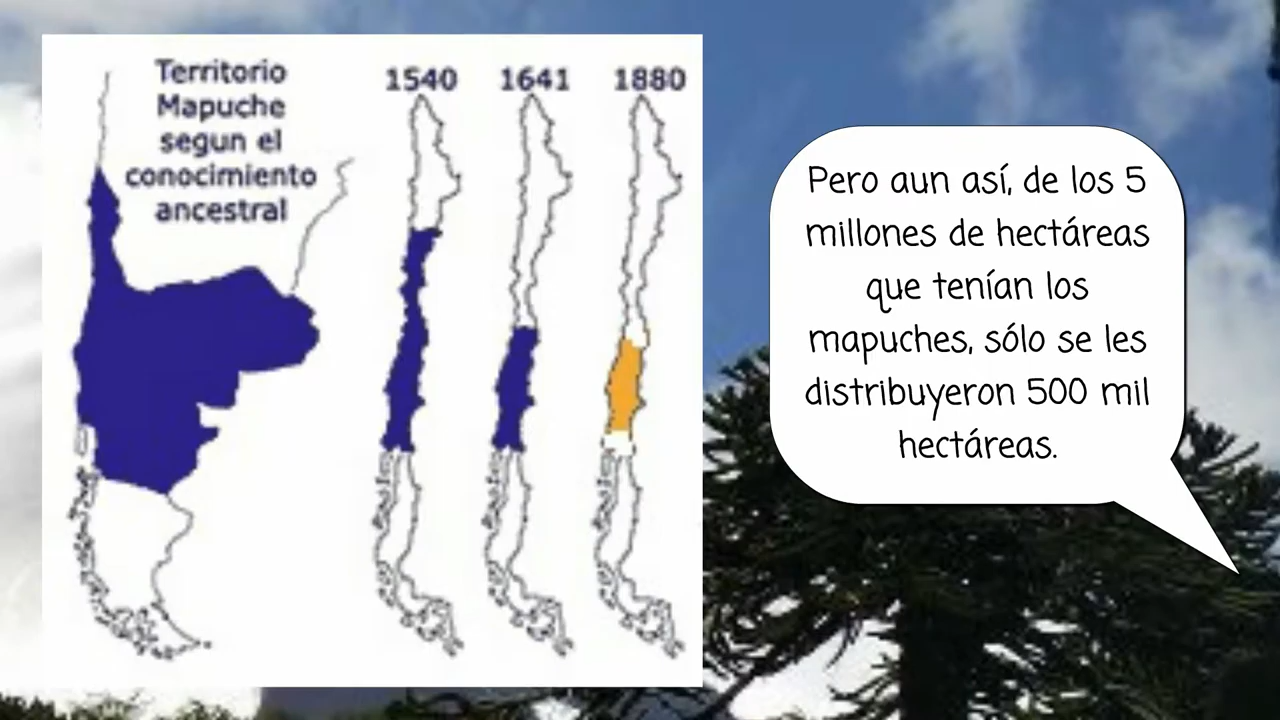 Territorio
Mapuche
segun el
conocimiento
ancestral
1540
1641
1880
Pero aun así, de los 5
millones de hectáreas
que tenían los
mapuches, sólo se les
distribuyeron 500 mil
hectáreas.